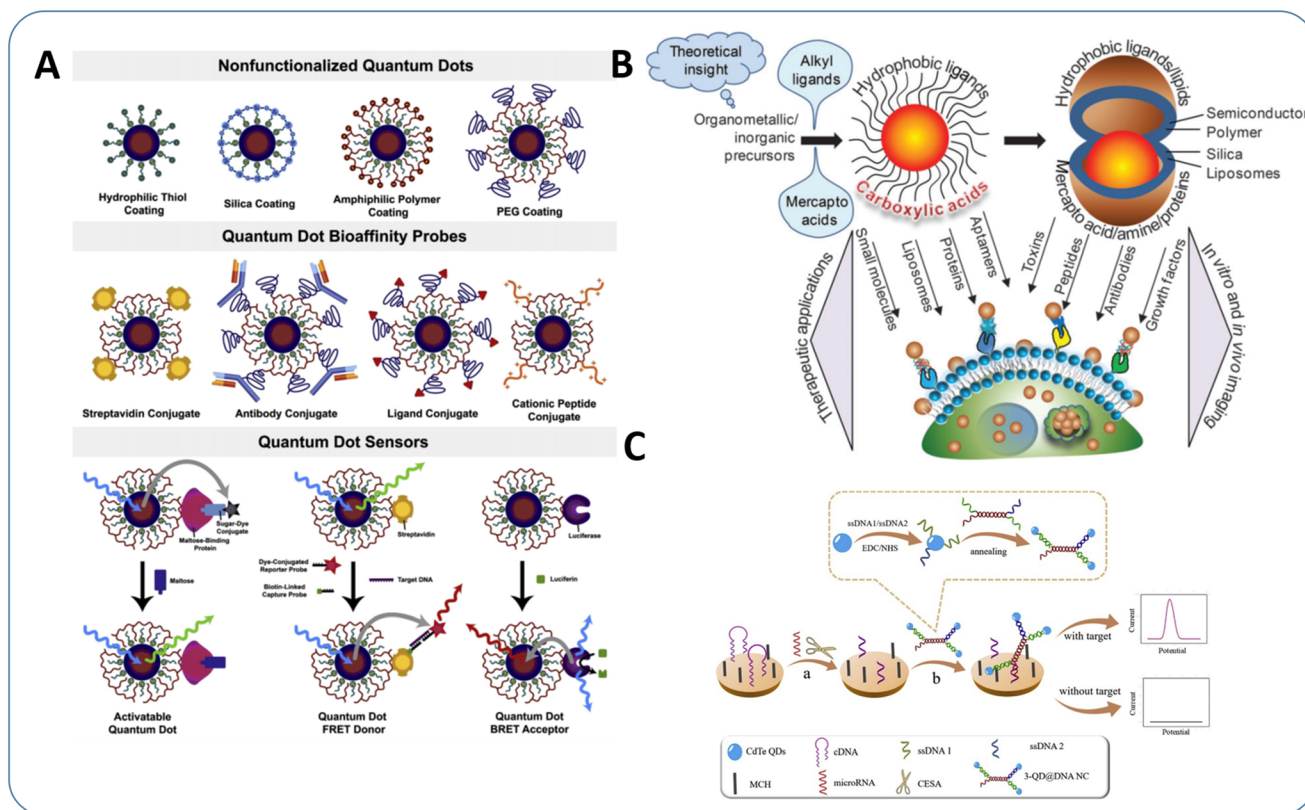 A
Nonfunctionalized Quantum Dots
Hydrophilic Thiol
Coating
Silica Coating
Amphiphilic Polymer
Coating
PEG Coating
Quantum Dot Bioaffinity Probes
Streptavidin Conjugate
Antibody Conjugate
Ligand Conjugate
Cationic Peptide
Conjugate
Quantum Dot Sensors
Sugar-Dye
Conjugate
Maltose-Binding
Protein
Maltose
Activatable
Quantum Dot
Streptavidin
Dye-Conjugated
Reporter Probe
Biotin-Linked
Capture Probe
Target DNA
Quantum Dot
FRET Donor
Luciferase
Luciferin
Quantum Dot
BRET Acceptor
B
Theoretical
insight
Alkyl
ligands
Organometallic/
inorganic
precursors
Mercapto
acids
Hydrophobic ligands
Carboxylic acids
Hydrophobic ligands/lipids
Semiconductor
Polymer
Silica
Liposomes
Mercapto acid/amine/proteins
Small molecules
Liposomes
Proteins
Aptamers
Toxins
Peptides
Antibodies
Growth factors
Therapeutic applications
In vitro and in vivo imaging
C
ssDNA1/ssDNA2
EDC/NHS
annealing
cDNA
MCH
microRNA
CESA
a
b
with target
Current
Potential
without target
Current
Potential
CdTe QDs
cDNA
ssDNA 1
ssDNA 2
MCH
microRNA
CESA
3-QD@DNA NC